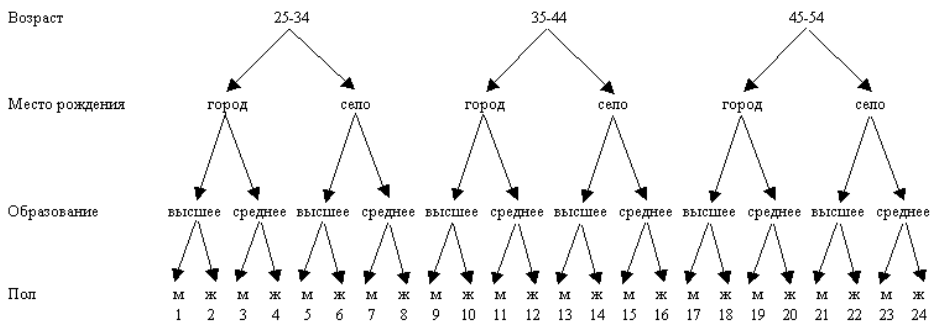 Возраст 25-34 35-44 45-54
Место рождения город село город село город село
Образование высшее среднее высшее среднее высшее среднее высшее среднее высшее среднее высшее среднее
Пол м ж м ж м ж м ж м ж м ж м ж м ж м ж м ж м ж м ж
1 2 3 4 5 6 7 8 9 10 11 12 13 14 15 16 17 18 19 20 21 22 23 24